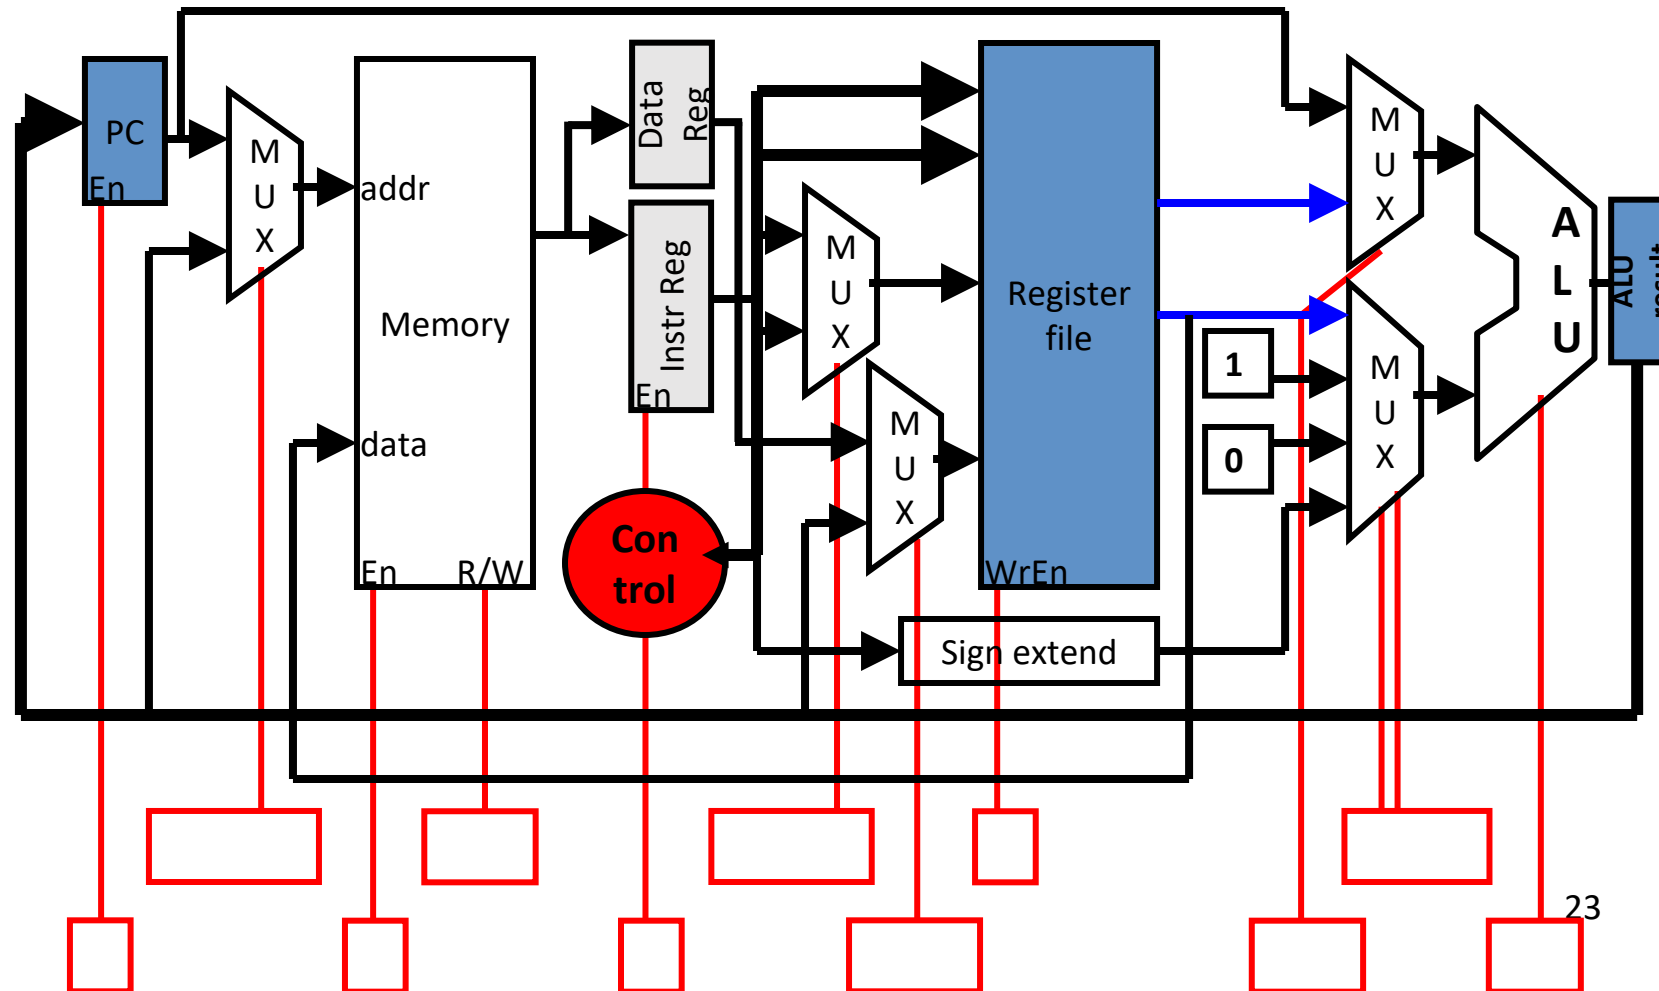 PC
En
M
U
X
addr
Memory
data
En
R/W
Data
Reg
Instr Reg
En
Con
trol
M
U
X
M
U
X
Register
file
WrEn
Sign extend
M
U
X
1
0
M
U
X
A
L
U
ALU
result
23